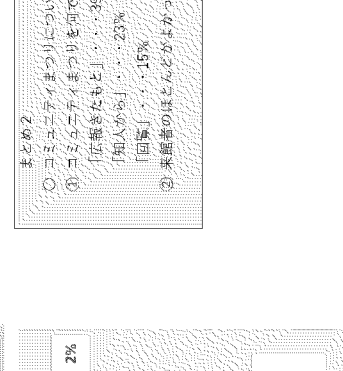 まとめ２
○ コミュニティまつりについ
① コミュニティまつりを何で
「広報きたもと」・・・39
「知人から」・・・23%
「回覧」・・・15%
② 来館者のほとんどがよかっ
2%